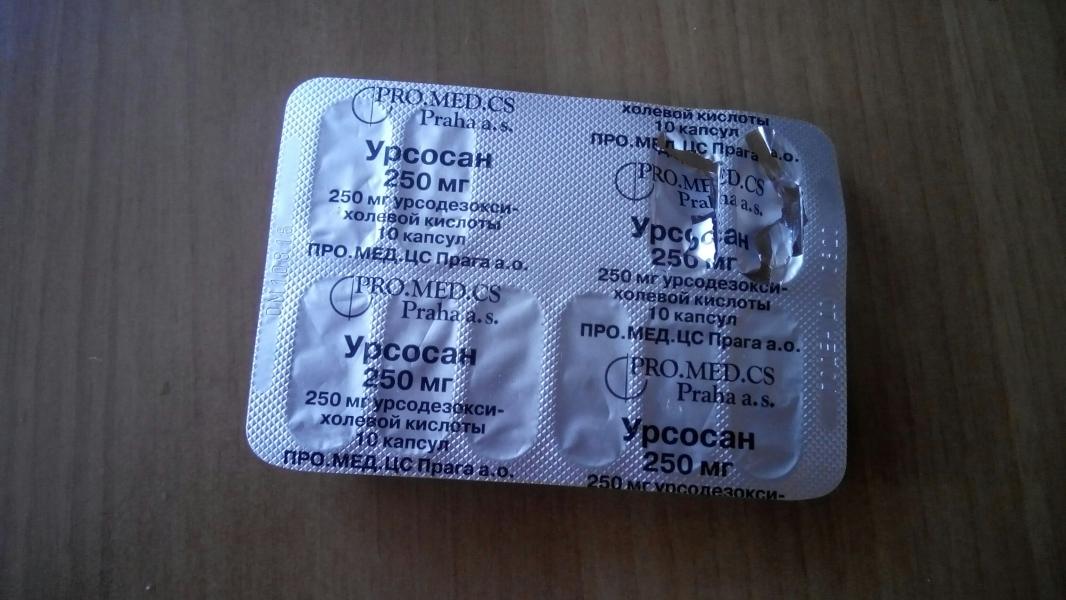 PRO.MED.CS
Praha a.s.
Урсосан
250 мг
250 мг урсодезокси-
холевой кислоты
10 капсул
ПРО.МЕД.ЦС Прага а.о.
PRO.MED.CS
Praha a.s.
Урсосан
250 мг
250 мг урсодезокси-
холевой кислоты
10 капсул
ПРО.МЕД.ЦС Прага а.о.
холевой кислоты
10 капсул
ПРО.МЕД.ЦС Прага а.о.
PRO.MED.CS
Praha a.s.
Урсосан
250 мг
250 мг урсодезокси-
холевой кислоты
10 капсул
ПРО.МЕД.ЦС Прага а.о.
PRO.MED.CS
Praha a.s.
Урсосан
250 мг
250 мг урсодезокси-